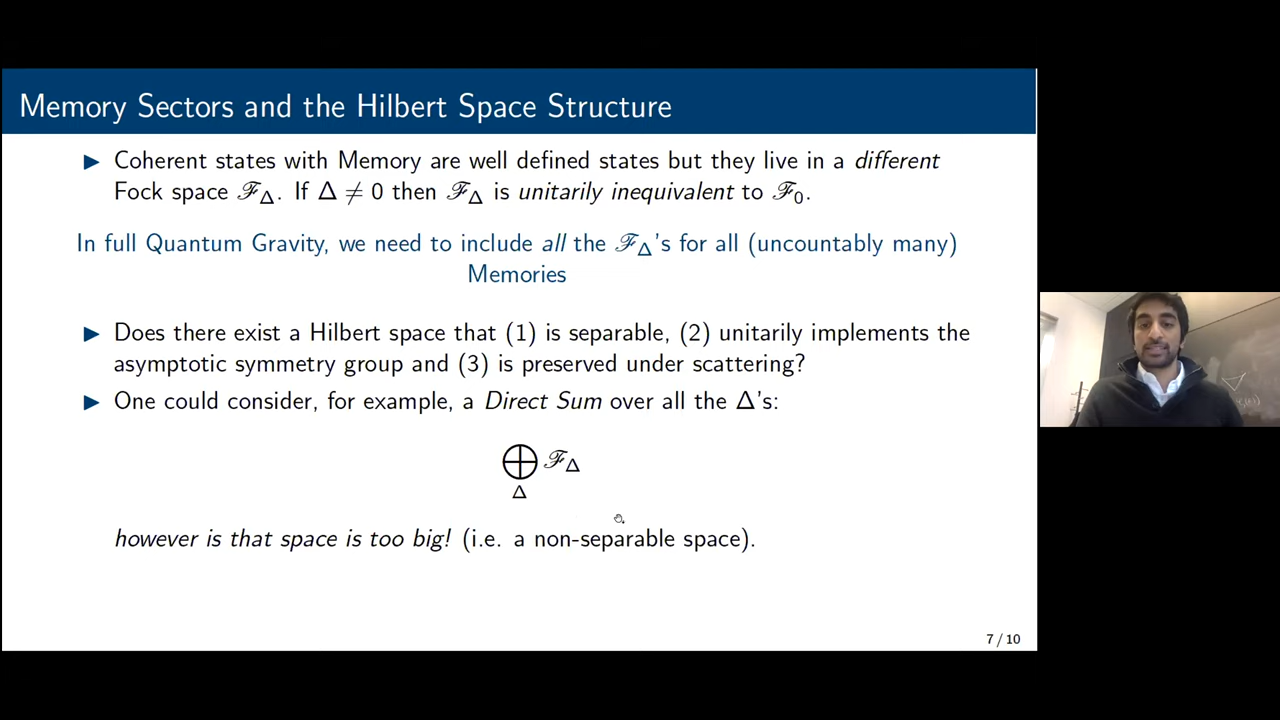 Memory Sectors and the Hilbert Space Structure
▶ Coherent states with Memory are well defined states but they live in a different
Fock space ℱ_Δ. If Δ ≠ 0 then ℱ_Δ is unitarily inequivalent to ℱ_0.
In full Quantum Gravity, we need to include all the ℱ_Δ's for all (uncountably many)
Memories
▶ Does there exist a Hilbert space that (1) is separable, (2) unitarily implements the
asymptotic symmetry group and (3) is preserved under scattering?
▶ One could consider, for example, a Direct Sum over all the Δ's:
⊕ ℱ_Δ
Δ
however is that space is too big! (i.e. a non-separable space).
7 / 10